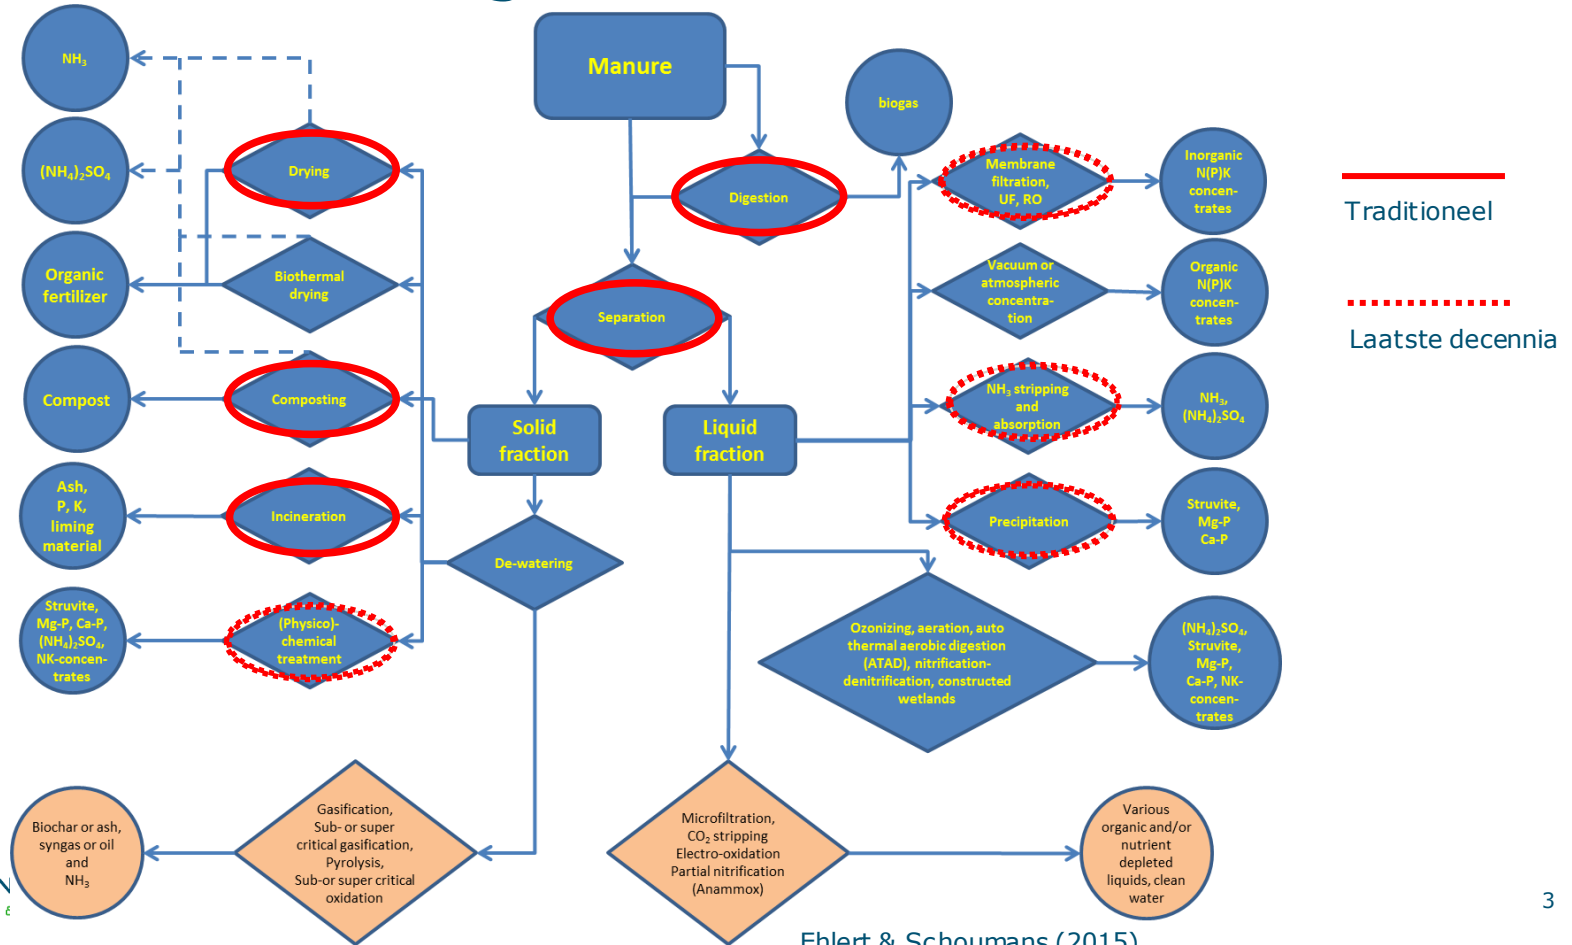 Manure
NH₃
(NH₄)₂SO₄
Organic
fertilizer
Compost
Ash,
P, K,
liming
material
Struvite,
Mg-P, Ca-P,
(NH₄)₂SO₄,
NK-concen-
trates
Drying
Biothermal
drying
Composting
Incineration
(Physico)-
chemical
treatment
Digestion
biogas
Separation
Solid
fraction
Liquid
fraction
De-watering
Membrane
filtration,
UF, RO
Inorganic
N(P)K
concen-
trates
Vacuum or
atmospheric
concentra-
tion
Organic
N(P)K
concen-
trates
NH₃ stripping
and
absorption
NH₃,
(NH₄)₂SO₄
Precipitation
Struvite,
Mg-P
Ca-P
Ozonizing, aeration, auto
thermal aerobic digestion
(ATAD), nitrification-
denitrification, constructed
wetlands
(NH₄)₂SO₄,
Struvite,
Mg-P,
Ca-P, NK-
concen-
trates
Biochar or ash,
syngas or oil
and
NH₃
Gasification,
Sub- or super
critical gasification,
Pyrolysis,
Sub-or super critical
oxidation
Microfiltration,
CO₂ stripping
Electro-oxidation
Partial nitrification
(Anammox)
Various
organic and/or
nutrient
depleted
liquids, clean
water
Traditioneel
Laatste decennia
3
Ehlert & Schoumans (2015)